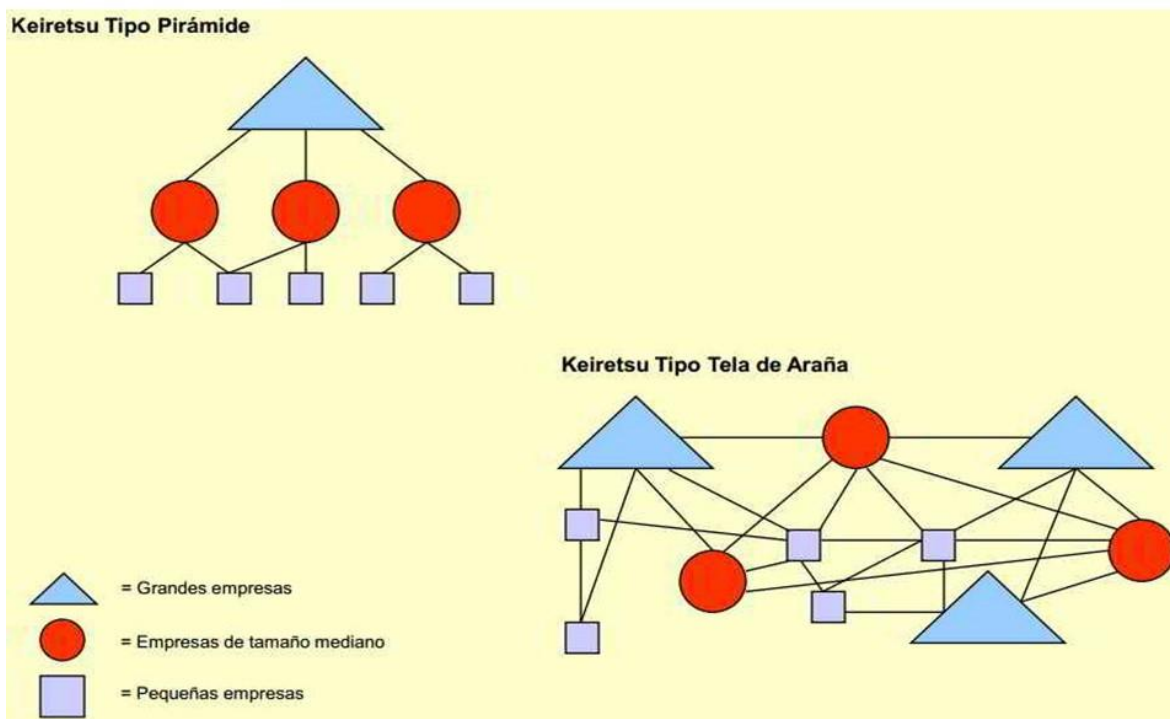 Keiretsu Tipo Pirámide
Keiretsu Tipo Tela de Araña
= Grandes empresas
= Empresas de tamaño mediano
= Pequeñas empresas